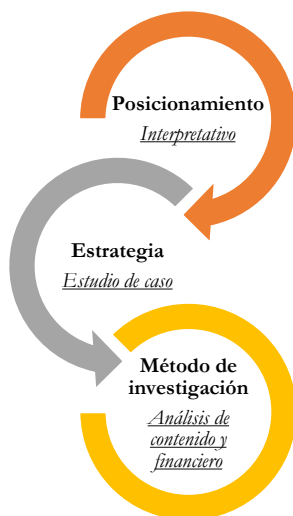 Posicionamiento
Interpretativo
Estrategia
Estudio de caso
Método de
investigación
Análisis de
contenido y
financiero